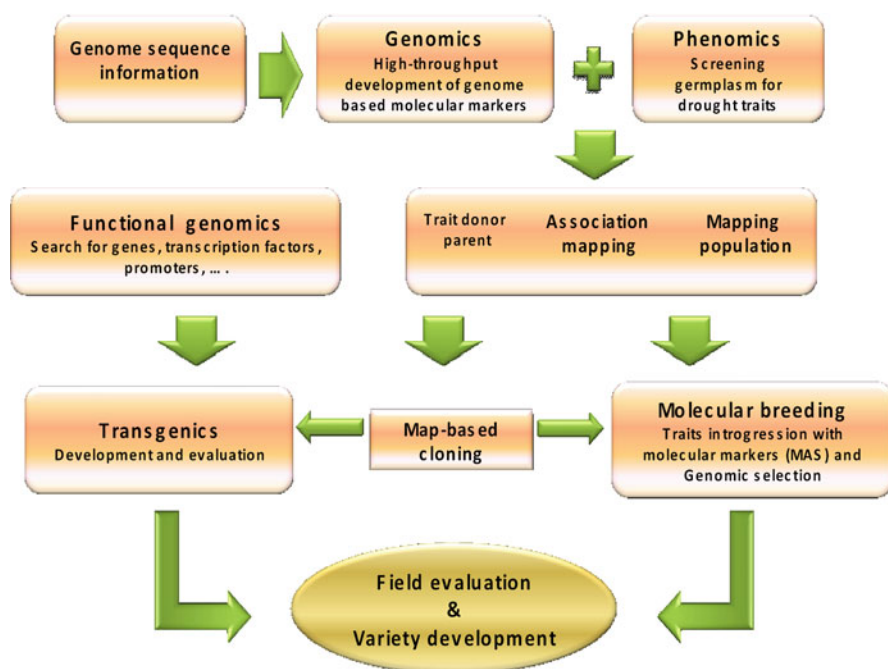 Genome sequence
information
Genomics
High-throughput
development of genome
based molecular markers
Phenomics
Screening
germplasm for
drought traits
Functional genomics
Search for genes, transcription factors,
promoters, ... .
Trait donor
parent
Association
mapping
Mapping
population
Transgenics
Development and evaluation
Map-based
cloning
Molecular breeding
Traits introgression with
molecular markers (MAS) and
Genomic selection
Field evaluation
&
Variety development